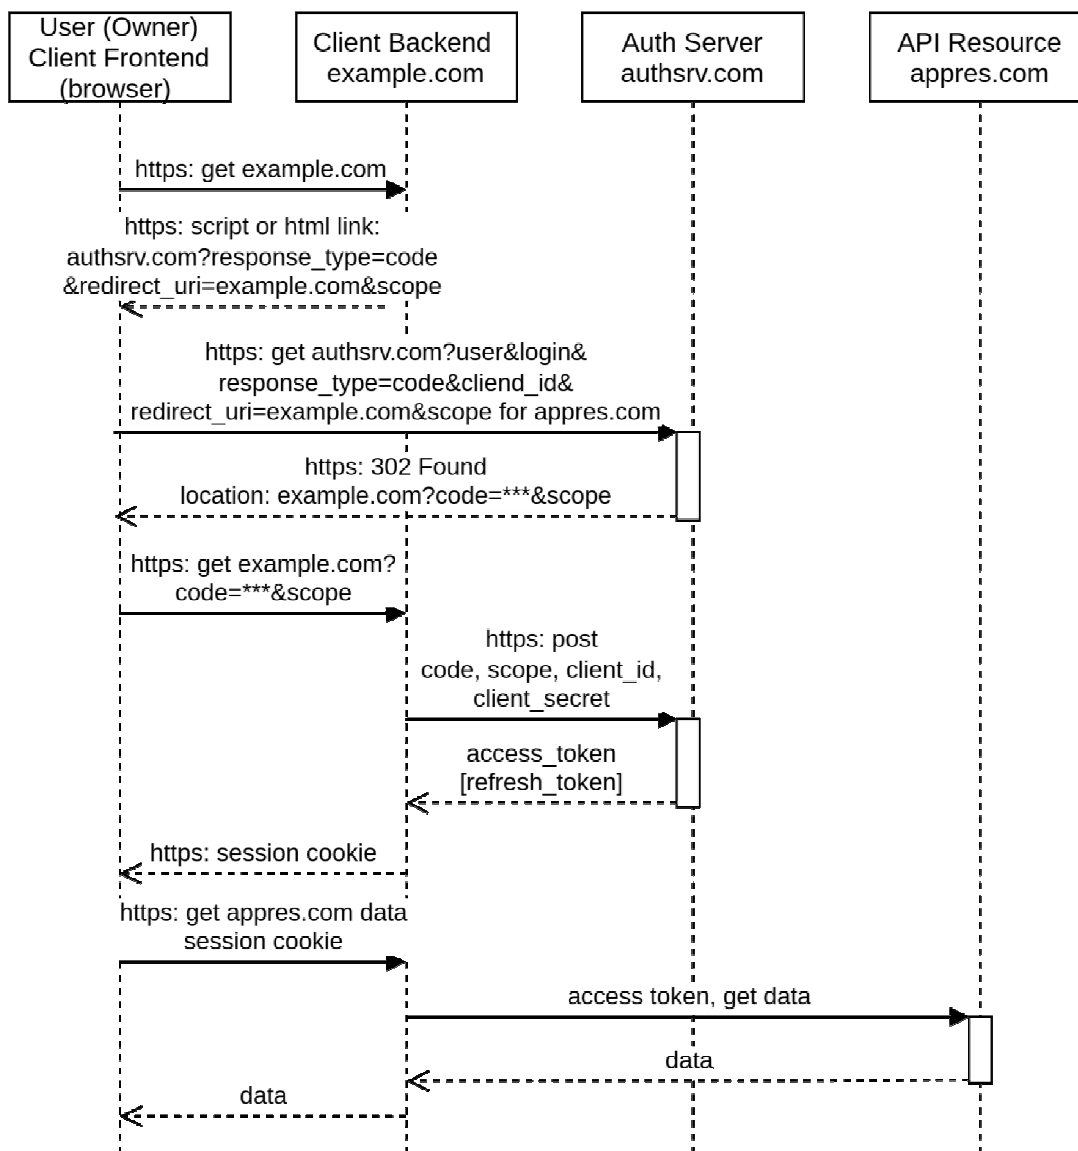 User (Owner)
Client Frontend
(browser)
Client Backend
example.com
Auth Server
authsrv.com
API Resource
appres.com
https: get example.com
https: script or html link:
authsrv.com?response_type=code
&redirect_uri=example.com&scope
https: get authsrv.com?user&login&
response_type=code&cliend_id&
redirect_uri=example.com&scope for appres.com
https: 302 Found
location: example.com?code=***&scope
https: get example.com?
code=***&scope
https: post
code, scope, client_id,
client_secret
access_token
[refresh_token]
https: session cookie
https: get appres.com data
session cookie
access token, get data
data
data